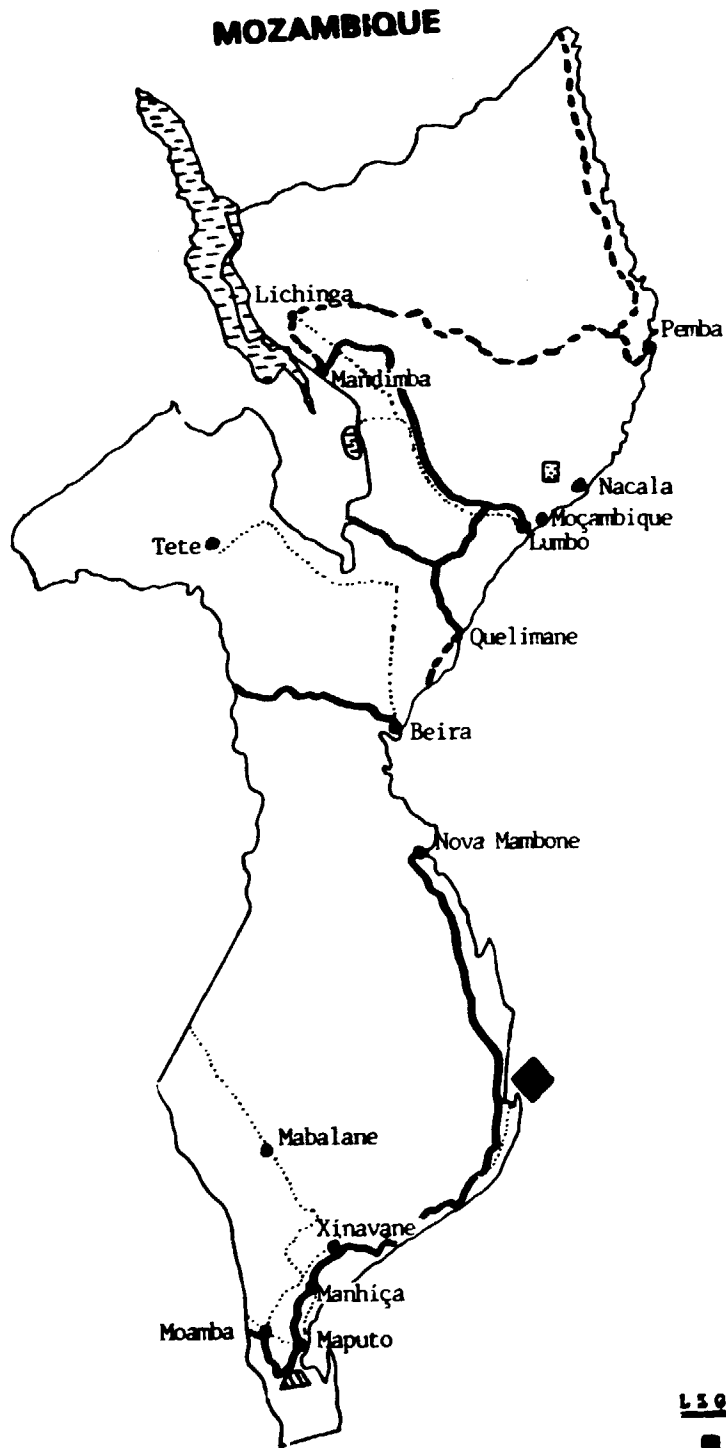 MOZAMBIQUE
Lichinga
Pemba
Mandimba
Nacala
Moçambique
Lumbo
Tete
Quelimane
Beira
Nova Mambone
Mabalane
Xinavane
Manhiça
Moamba
Maputo